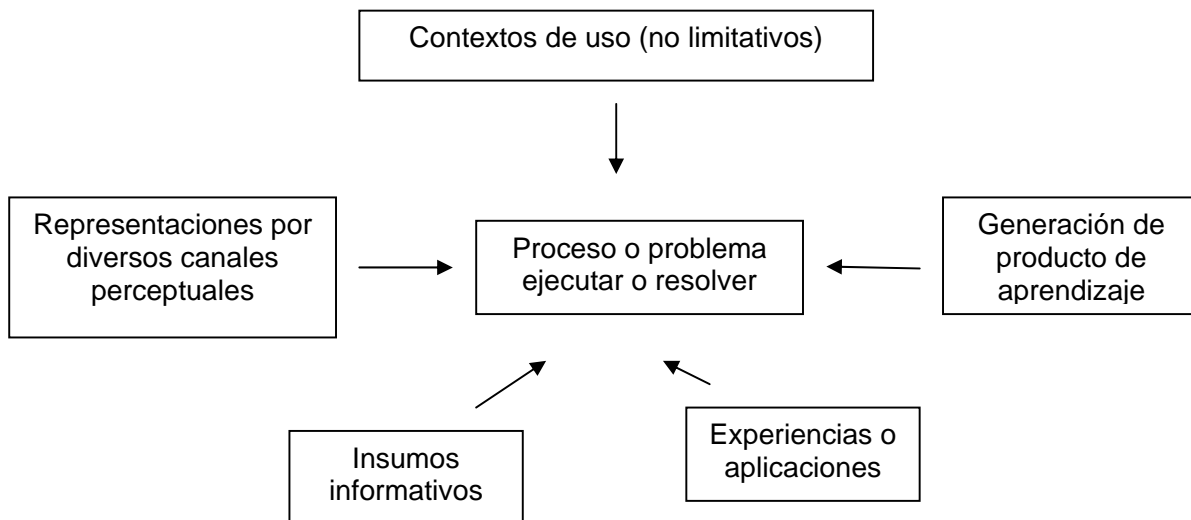 Contextos de uso (no limitativos)
Representaciones por
diversos canales
perceptuales
Proceso o problema
ejecutar o resolver
Generación de
producto de
aprendizaje
Insumos
informativos
Experiencias o
aplicaciones